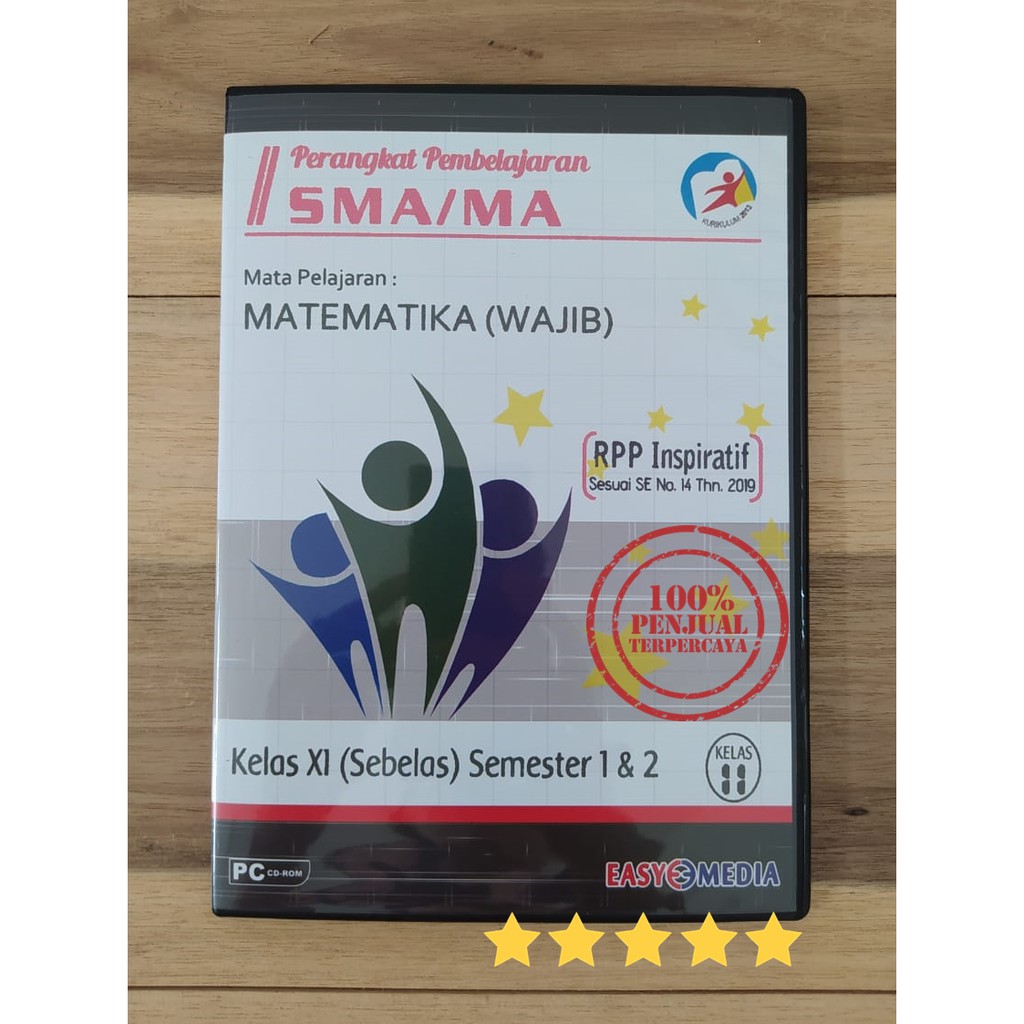 Perangkat Pembelajaran
SMA/MA
KURIKULUM 2013
Mata Pelajaran :
MATEMATIKA (WAJIB)
RPP Inspiratif
Sesuai SE No. 14 Thn. 2019
100%
PENJUAL
TERPERCAYA
Kelas XI (Sebelas) Semester 1 & 2
KELAS
11
PC CD-ROM
EASY MEDIA